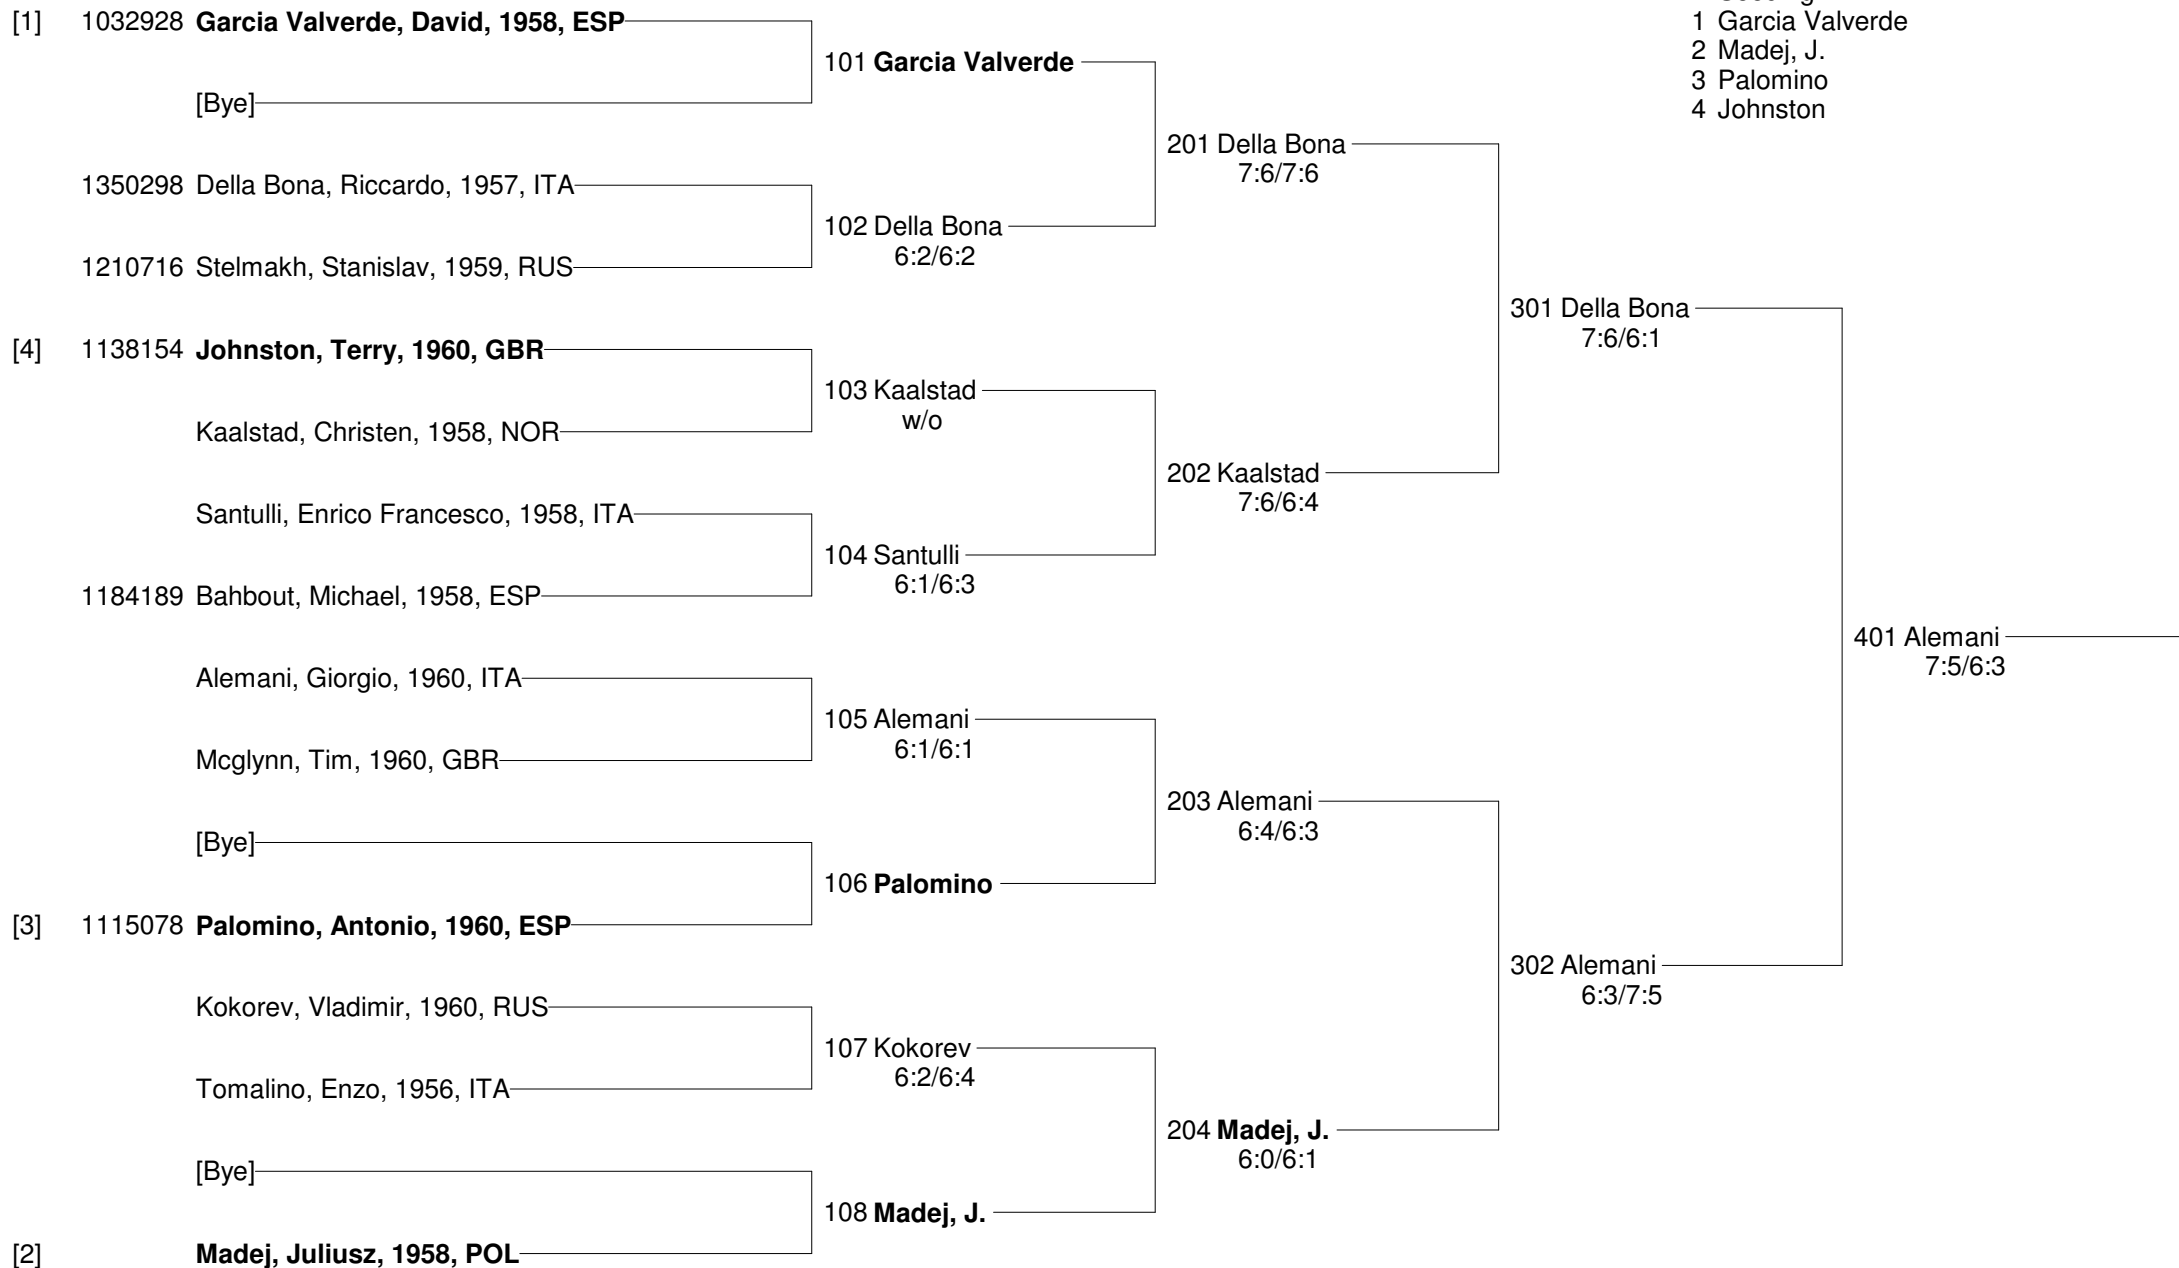 [1] 1032928 Garcia Valverde, David, 1958, ESP
1 Garcia Valverde
2 Madej, J.
3 Palomino
4 Johnston
101 Garcia Valverde
[Bye]
201 Della Bona
7:6/7:6
1350298 Della Bona, Riccardo, 1957, ITA
102 Della Bona
6:2/6:2
1210716 Stelmakh, Stanislav, 1959, RUS
301 Della Bona
7:6/6:1
[4] 1138154 Johnston, Terry, 1960, GBR
103 Kaalstad
w/o
Kaalstad, Christen, 1958, NOR
202 Kaalstad
7:6/6:4
Santulli, Enrico Francesco, 1958, ITA
104 Santulli
6:1/6:3
1184189 Bahbout, Michael, 1958, ESP
401 Alemani
7:5/6:3
Alemani, Giorgio, 1960, ITA
105 Alemani
6:1/6:1
Mcglynn, Tim, 1960, GBR
203 Alemani
6:4/6:3
[Bye]
106 Palomino
[3] 1115078 Palomino, Antonio, 1960, ESP
302 Alemani
6:3/7:5
Kokorev, Vladimir, 1960, RUS
107 Kokorev
6:2/6:4
Tomalino, Enzo, 1956, ITA
204 Madej, J.
6:0/6:1
[Bye]
108 Madej, J.
[2] Madej, Juliusz, 1958, POL